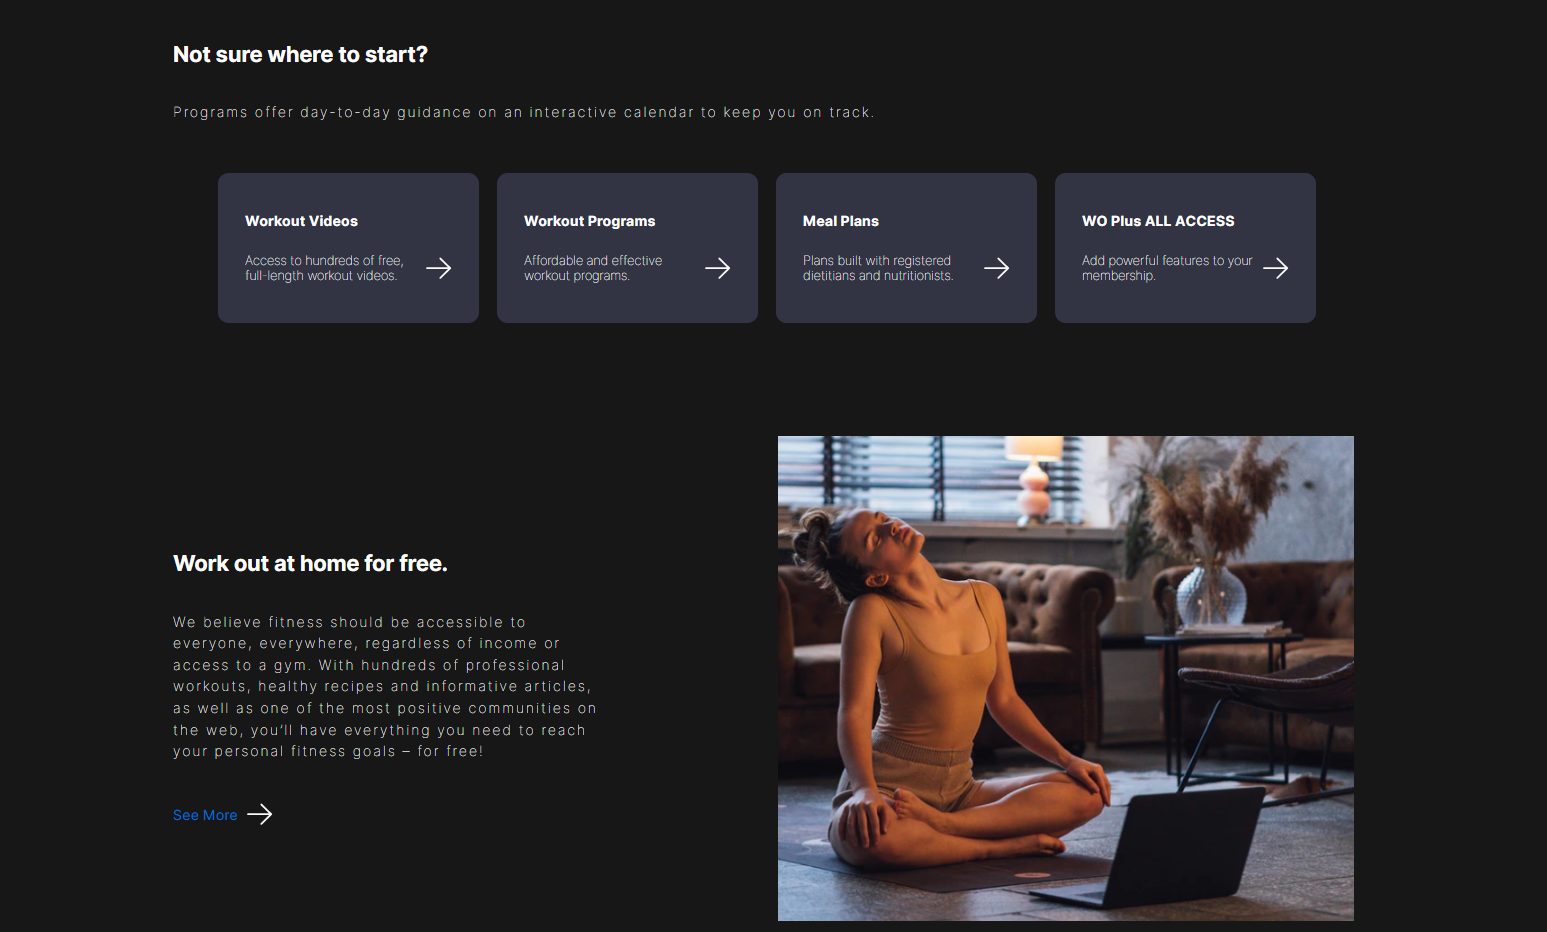 Not sure where to start?
Programs offer day-to-day guidance on an interactive calendar to keep you on track.
Workout Videos
Access to hundreds of free,
full-length workout videos.
Workout Programs
Affordable and effective
workout programs.
Meal Plans
Plans built with registered
dietitians and nutritionists.
WO Plus ALL ACCESS
Add powerful features to your
membership.
Work out at home for free.
We believe fitness should be accessible to
everyone, everywhere, regardless of income or
access to a gym. With hundreds of professional
workouts, healthy recipes and informative articles,
as well as one of the most positive communities on
the web, you’ll have everything you need to reach
your personal fitness goals – for free!
See More